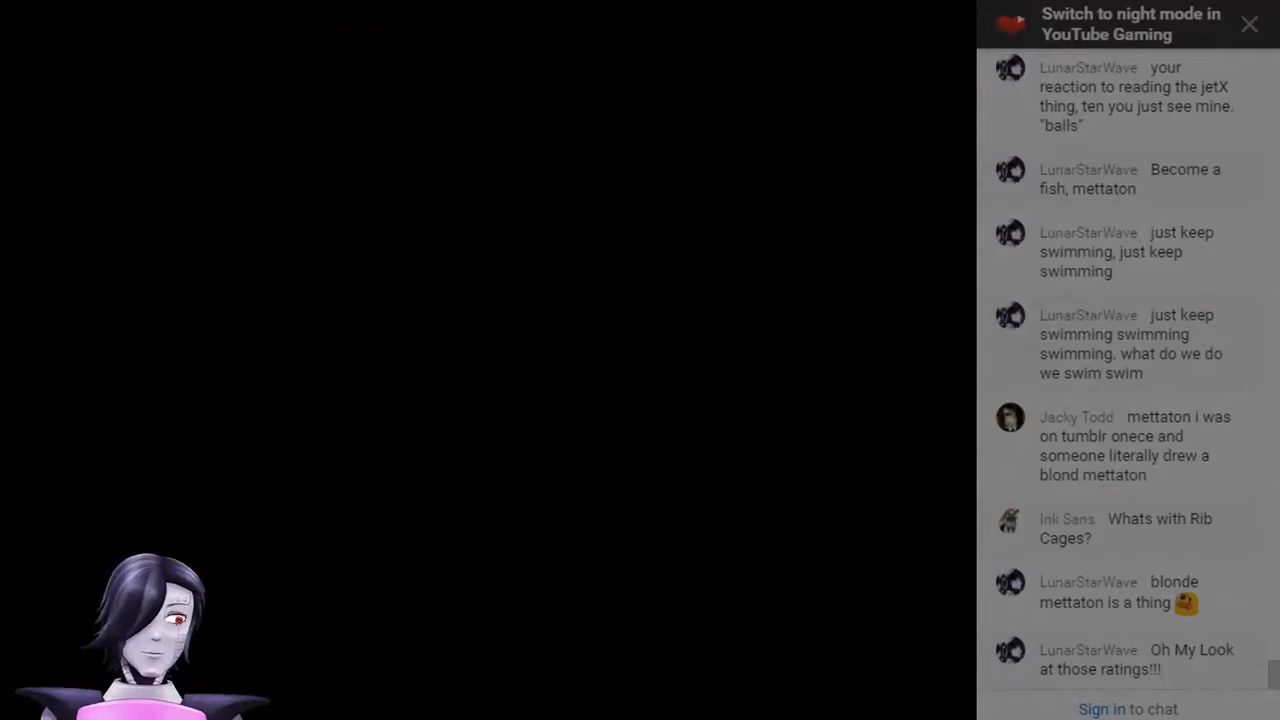 Switch to night mode in
YouTube Gaming
LunarStarWave your
reaction to reading the jetX
thing, ten you just see mine.
"balls"
LunarStarWave Become a
fish, mettaton
LunarStarWave just keep
swimming, just keep
swimming
LunarStarWave just keep
swimming swimming
swimming. what do we do
we swim swim
Jacky Todd mettaton i was
on tumblr onece and
someone literally drew a
blond mettaton
Ink Sans Whats with Rib
Cages?
LunarStarWave blonde
mettaton is a thing
LunarStarWave Oh My Look
at those ratings!!!
Sign in to chat